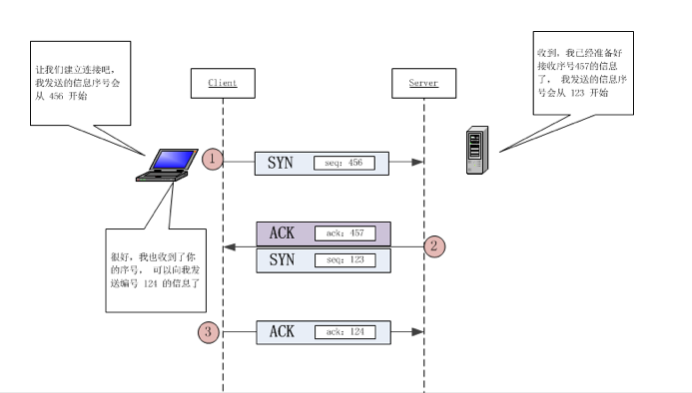 让我们建立连接吧，
我发送的信息序号会
从 456 开始
Client
Server
收到，我已经准备好
接收序号457的信息
了， 我发送的信息序
号会从 123 开始
1
SYN
seq: 456
ACK
ack: 457
2
SYN
seq: 123
很好，我也收到了你
的序号， 可以向我发
送编号 124 的信息了
3
ACK
ack: 124